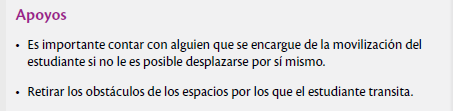 Apoyos
• Es importante contar con alguien que se encargue de la movilización del
estudiante si no le es posible desplazarse por sí mismo.
• Retirar los obstáculos de los espacios por los que el estudiante transita.